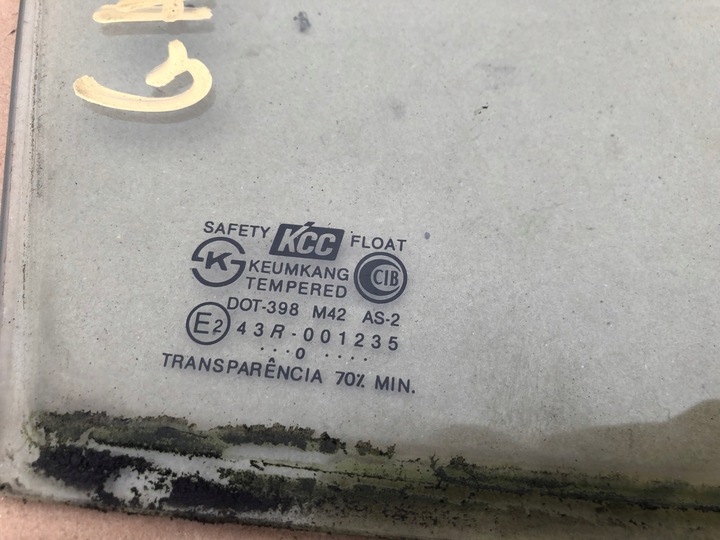 SAFETY KCC FLOAT
K KEUMKANG CIB
TEMPERED
DOT-398 M42 AS-2
E2 43R-001235
...0....
TRANSPARÊNCIA 70% MIN.